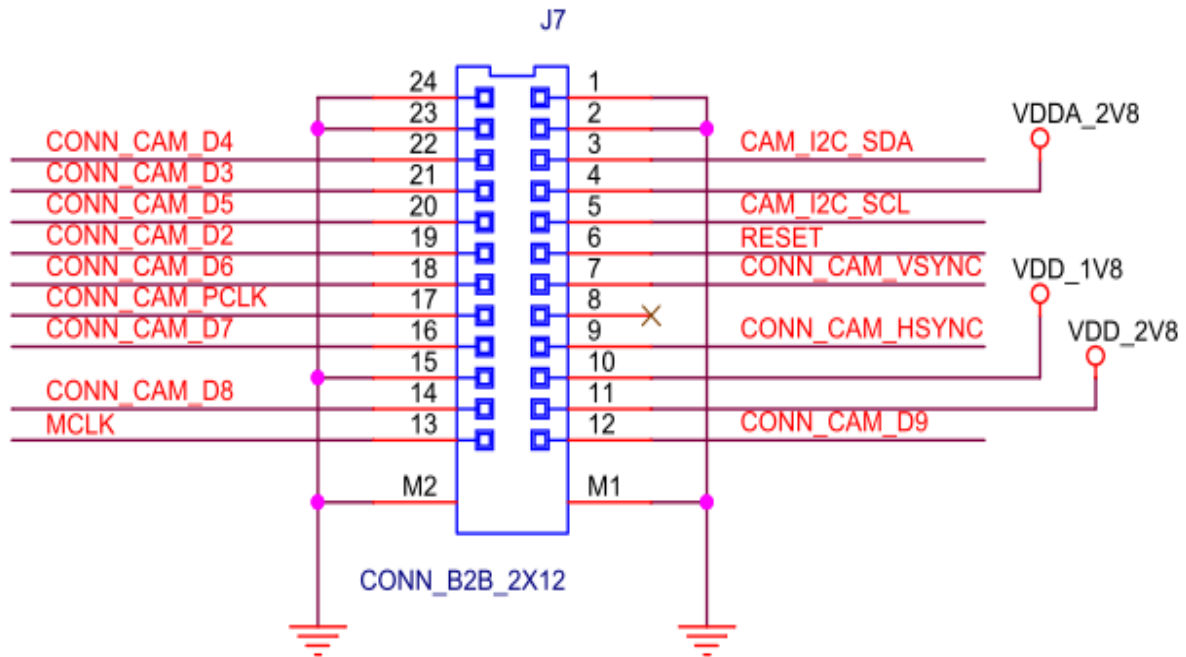 J7
24 1
23 2
CONN_CAM_D4 22 3 CAM_I2C_SDA VDDA_2V8
CONN_CAM_D3 21 4
CONN_CAM_D5 20 5 CAM_I2C_SCL
CONN_CAM_D2 19 6 RESET
CONN_CAM_D6 18 7 CONN_CAM_VSYNC VDD_1V8
CONN_CAM_PCLK 17 8
CONN_CAM_D7 16 9 CONN_CAM_HSYNC VDD_2V8
15 10
CONN_CAM_D8 14 11
MCLK 13 12 CONN_CAM_D9
M2 M1
CONN_B2B_2X12